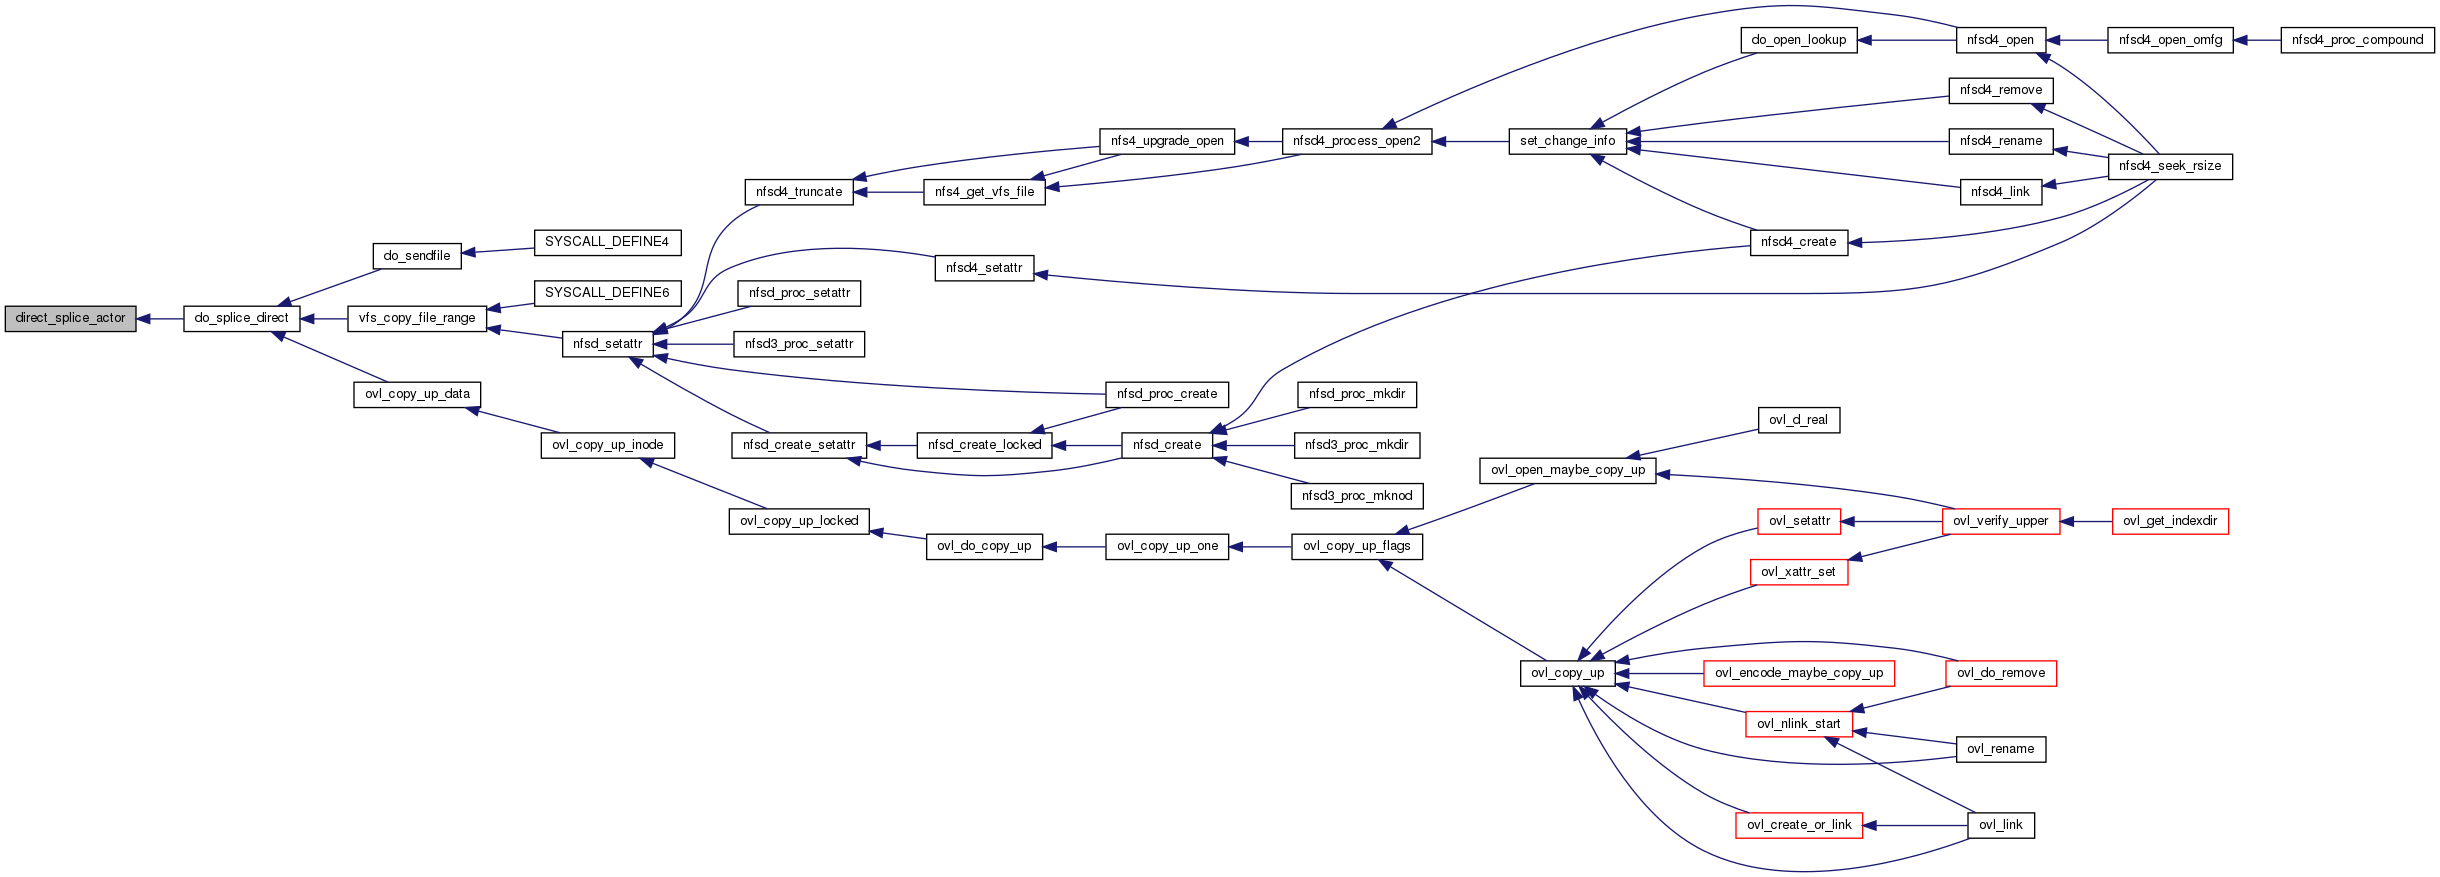 direct_splice_actor
do_splice_direct
do_sendfile
SYSCALL_DEFINE4
vfs_copy_file_range
SYSCALL_DEFINE6
nfsd_setattr
nfsd4_truncate
nfs4_upgrade_open
nfs4_get_vfs_file
nfsd4_process_open2
set_change_info
do_open_lookup
nfsd4_open
nfsd4_open_omfg
nfsd4_proc_compound
nfsd4_remove
nfsd4_rename
nfsd4_link
nfsd4_seek_rsize
nfsd4_create
nfsd4_setattr
nfsd_proc_setattr
nfsd3_proc_setattr
nfsd_proc_create
nfsd_create_setattr
nfsd_create_locked
nfsd_create
nfsd_proc_mkdir
nfsd3_proc_mkdir
nfsd3_proc_mknod
ovl_copy_up_data
ovl_copy_up_inode
ovl_copy_up_locked
ovl_do_copy_up
ovl_copy_up_one
ovl_copy_up_flags
ovl_open_maybe_copy_up
ovl_d_real
ovl_setattr
ovl_verify_upper
ovl_get_indexdir
ovl_xattr_set
ovl_copy_up
ovl_encode_maybe_copy_up
ovl_do_remove
ovl_nlink_start
ovl_rename
ovl_create_or_link
ovl_link